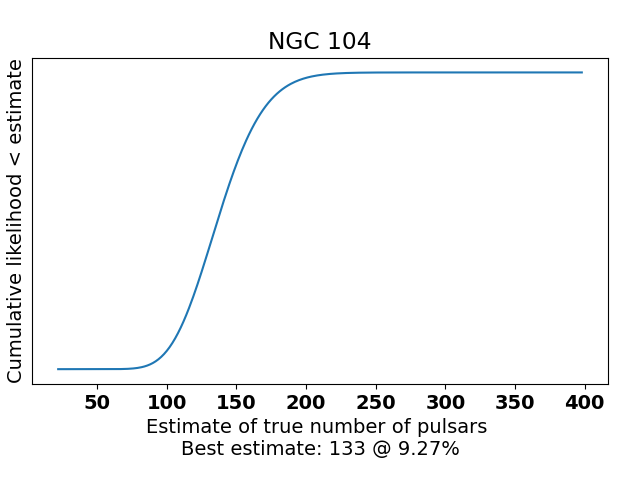 NGC 104
Cumulative likelihood < estimate
50 100 150 200 250 300 350 400
Estimate of true number of pulsars
Best estimate: 133 @ 9.27%